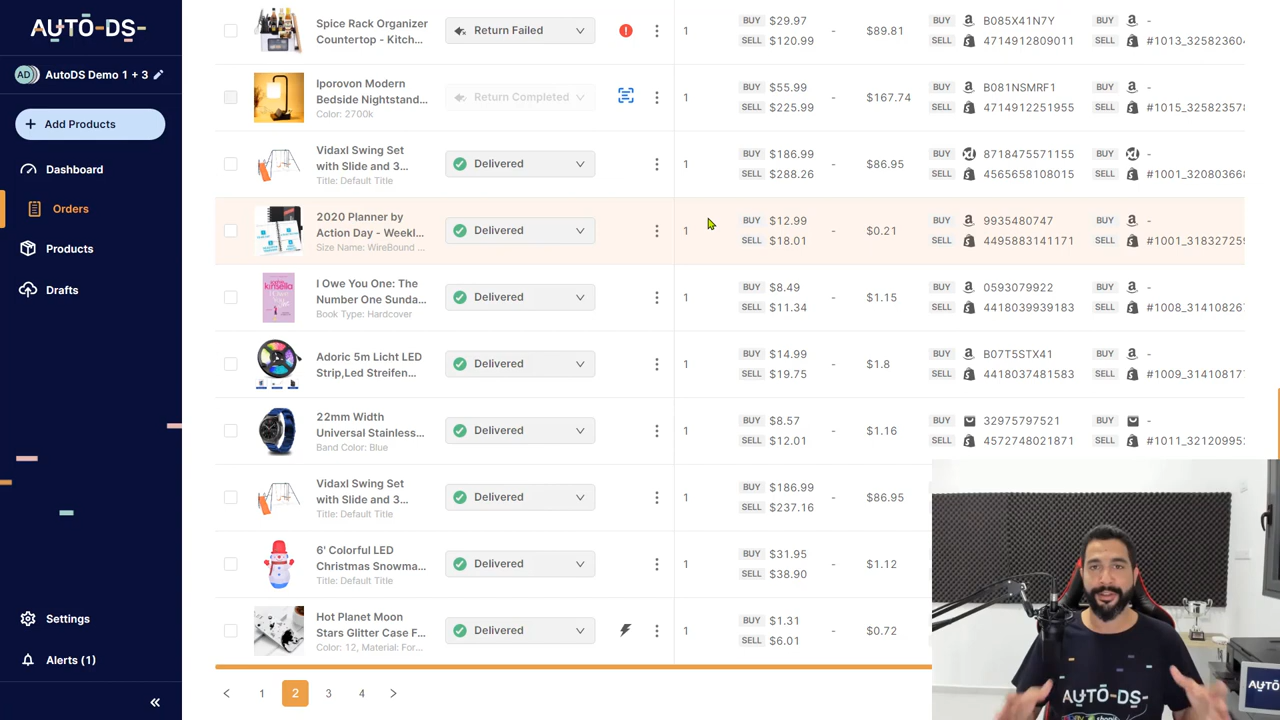 AUTO-DS-
AD
AutoDS Demo 1 + 3
+ Add Products
Dashboard
Orders
Products
Drafts
Settings
Alerts (1)
«
Spice Rack Organizer
Countertop - Kitch...
Return Failed
1
BUY $29.97
SELL $120.99
-
$89.81
BUY B085X41N7Y
SELL 4714912809011
BUY -
SELL #1013_32582360
Iporovon Modern
Bedside Nightstand...
Color: 2700k
Return Completed
1
BUY $55.99
SELL $225.99
-
$167.74
BUY B081NSMRF1
SELL 4714912251955
BUY -
SELL #1015_32582357
Vidaxl Swing Set
with Slide and 3...
Title: Default Title
Delivered
1
BUY $186.99
SELL $288.26
-
$86.95
BUY 8718475571155
SELL 4565658108015
BUY -
SELL #1001_32080366
2020 Planner by
Action Day - Weekl...
Size Name: WireBound ...
Delivered
1
BUY $12.99
SELL $18.01
-
$0.21
BUY 9935480747
SELL 4495883141171
BUY -
SELL #1001_31832725
I Owe You One: The
Number One Sunda...
Book Type: Hardcover
Delivered
1
BUY $8.49
SELL $11.34
-
$1.15
BUY 0593079922
SELL 4418039939183
BUY -
SELL #1008_31410826
Adoric 5m Licht LED
Strip,Led Streifen...
Delivered
1
BUY $14.99
SELL $19.75
-
$1.8
BUY B07T5STX41
SELL 4418037481583
BUY -
SELL #1009_31410817
22mm Width
Universal Stainless...
Band Color: Blue
Delivered
1
BUY $8.57
SELL $12.01
-
$1.16
BUY 32975797521
SELL 4572748052571
BUY -
SELL #1011_32120995
Vidaxl Swing Set
with Slide and 3...
Title: Default Title
Delivered
1
BUY $186.99
SELL $237.16
-
$86.95
6' Colorful LED
Christmas Snowma...
Title: Default Title
Delivered
1
BUY $31.95
SELL $38.90
-
$1.12
Hot Planet Moon
Stars Glitter Case F...
Color: 12, Material: For...
Delivered
1
BUY $1.31
SELL $6.01
-
$0.72
< 1 2 3 4 >
AUTO-DS-
AUTO